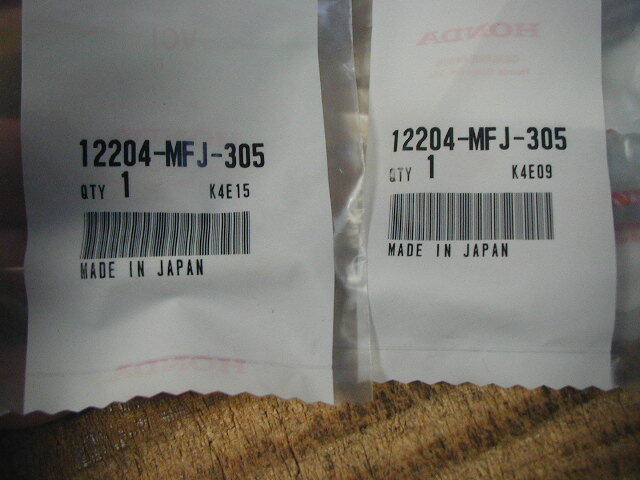 12204-MFJ-305
QTY 1 K4E15
MADE IN JAPAN
HONDA
HONDA
12204-MFJ-305
QTY 1 K4E09
MADE IN JAPAN